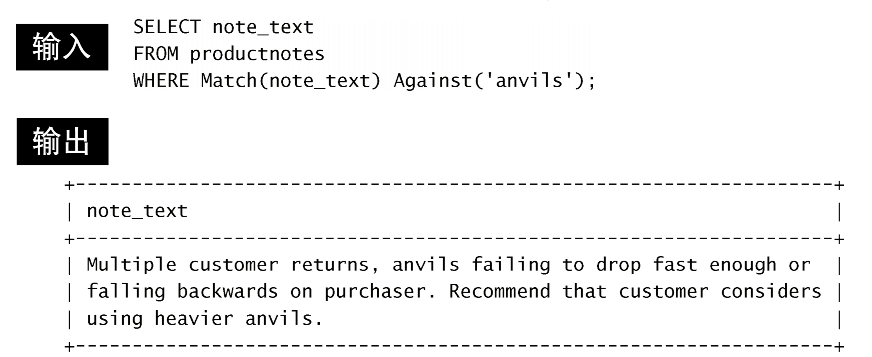 输入
SELECT note_text
FROM productnotes
WHERE Match(note_text) Against('anvils');
输出
+------------------------------------------------------------------+
| note_text                                                        |
+------------------------------------------------------------------+
| Multiple customer returns, anvils failing to drop fast enough or |
| falling backwards on purchaser. Recommend that customer considers |
| using heavier anvils.                                            |
+------------------------------------------------------------------+